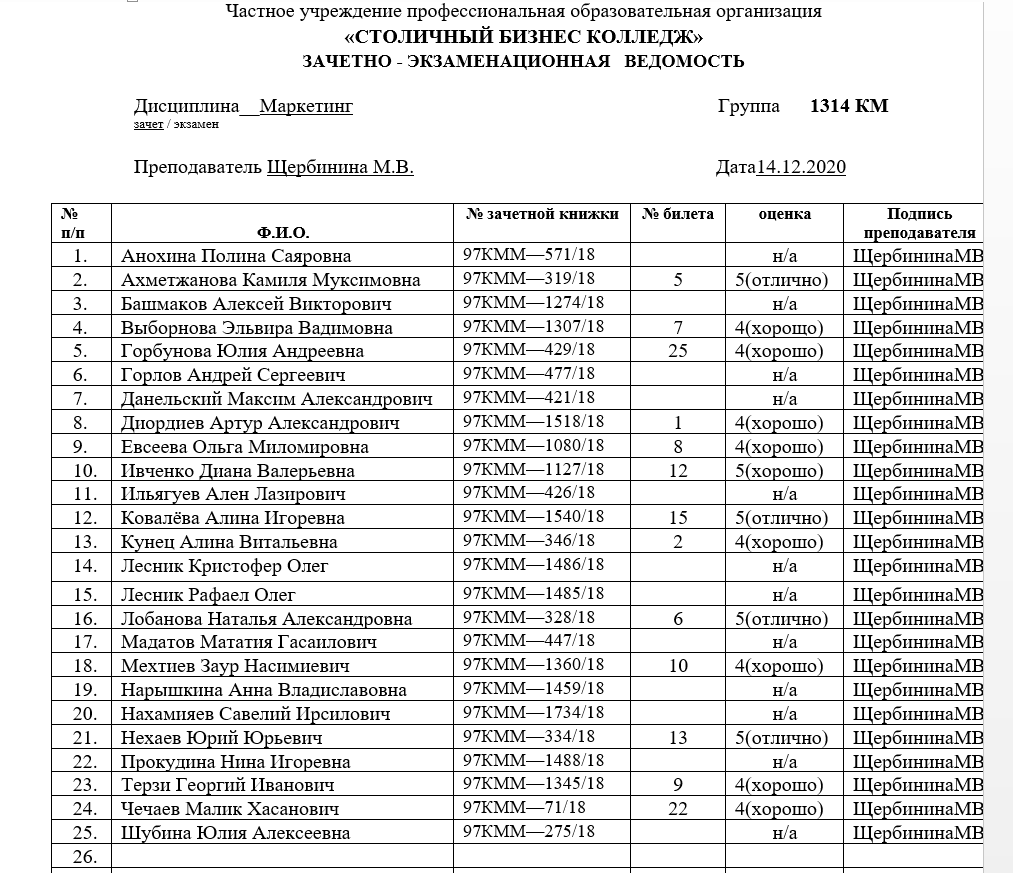 Частное учреждение профессиональная образовательная организация
«СТОЛИЧНЫЙ БИЗНЕС КОЛЛЕДЖ»
ЗАЧЕТНО - ЭКЗАМЕНАЦИОННАЯ ВЕДОМОСТЬ
Дисциплина__Маркетинг Группа 1314 КМ
зачет / экзамен
Преподаватель Щербинина М.В. Дата14.12.2020
№ п/п Ф.И.О. № зачетной книжки № билета оценка Подпись преподавателя
1. Анохина Полина Саяровна 97КММ—571/18 н/а ЩербининаМВ
2. Ахметжанова Камиля Муксимовна 97КММ—319/18 5 5(отлично) ЩербининаМВ
3. Башмаков Алексей Викторович 97КММ—1274/18 н/а ЩербининаМВ
4. Выборнова Эльвира Вадимовна 97КММ—1307/18 7 4(хорощо) ЩербининаМВ
5. Горбунова Юлия Андреевна 97КММ—429/18 25 4(хорошо) ЩербининаМВ
6. Горлов Андрей Сергеевич 97КММ—477/18 н/а ЩербининаМВ
7. Данельский Максим Александрович 97КММ—421/18 н/а ЩербининаМВ
8. Диордиев Артур Александрович 97КММ—1518/18 1 4(хорошо) ЩербининаМВ
9. Евсеева Ольга Миломировна 97КММ—1080/18 8 4(хорошо) ЩербининаМВ
10. Ивченко Диана Валерьевна 97КММ—1127/18 12 5(хорошо) ЩербининаМВ
11. Ильягуев Ален Лазирович 97КММ—426/18 н/а ЩербининаМВ
12. Ковалёва Алина Игоревна 97КММ—1540/18 15 5(отлично) ЩербининаМВ
13. Кунец Алина Витальевна 97КММ—346/18 2 4(хорошо) ЩербининаМВ
14. Лесник Кристофер Олег 97КММ—1486/18 н/а ЩербининаМВ
15. Лесник Рафаел Олег 97КММ—1485/18 н/а ЩербининаМВ
16. Лобанова Наталья Александровна 97КММ—328/18 6 5(отлично) ЩербининаМВ
17. Мадатов Мататия Гасаилович 97КММ—447/18 н/а ЩербининаМВ
18. Мехтиев Заур Насимиевич 97КММ—1360/18 10 4(хорошо) ЩербининаМВ
19. Нарышкина Анна Владиславовна 97КММ—1459/18 н/а ЩербининаМВ
20. Нахамияев Савелий Ирсилович 97КММ—1734/18 н/а ЩербининаМВ
21. Нехаев Юрий Юрьевич 97КММ—334/18 13 5(отлично) ЩербининаМВ
22. Прокудина Нина Игоревна 97КММ—1488/18 н/а ЩербининаМВ
23. Терзи Георгий Иванович 97КММ—1345/18 9 4(хорошо) ЩербининаМВ
24. Чечаев Малик Хасанович 97КММ—71/18 22 4(хорошо) ЩербининаМВ
25. Шубина Юлия Алексеевна 97КММ—275/18 н/а ЩербининаМВ
26.